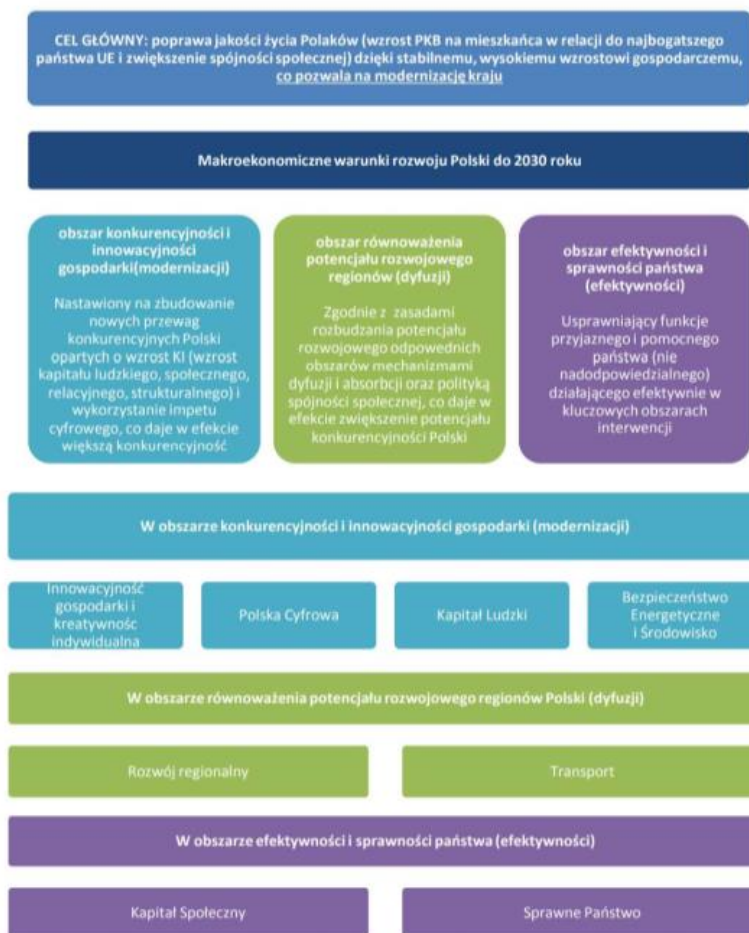 CEL GŁÓWNY: poprawa jakości życia Polaków (wzrost PKB na mieszkańca w relacji do najbogatszego
państwa UE i zwiększenie spójności społecznej) dzięki stabilnemu, wysokiemu wzrostowi gospodarczemu,
co pozwala na modernizację kraju
Makroekonomiczne warunki rozwoju Polski do 2030 roku
obszar konkurencyjności i
innowacyjności
gospodarki(modernizacji)
Nastawiony na zbudowanie
nowych przewag
konkurencyjnych Polski
opartych o wzrost KI (wzrost
kapitału ludzkiego, społecznego,
relacyjnego, strukturalnego) i
wykorzystanie impetu
cyfrowego, co daje w efekcie
większą konkurencyjność
obszar równoważenia
potencjału rozwojowego
regionów (dyfuzji)
Zgodnie z zasadami
rozbudzania potencjału
rozwojowego odpowednich
obszarów mechanizmami
dyfuzji i absorbcji oraz polityką
spójności społecznej, co daje w
efekcie zwiększenie potencjału
konkurencyjności Polski
obszar efektywności i
sprawności państwa
(efektywności)
Usprawniający funkcje
przyjaznego i pomocnego
państwa (nie
nadodpowiedzialnego)
działającego efektywnie w
kluczowych obszarach
interwencji
W obszarze konkurencyjności i innowacyjności gospodarki (modernizacji)
Innowacyjność
gospodarki i
kreatywnośc
indywidualna
Polska Cyfrowa
Kapitał Ludzki
Bezpieczeństwo
Energetyczne
i Środowisko
W obszarze równoważenia potencjału rozwojowego regionów Polski (dyfuzji)
Rozwój regionalny
Transport
W obszarze efektywności i sprawności państwa (efektywności)
Kapitał Społeczny
Sprawne Państwo